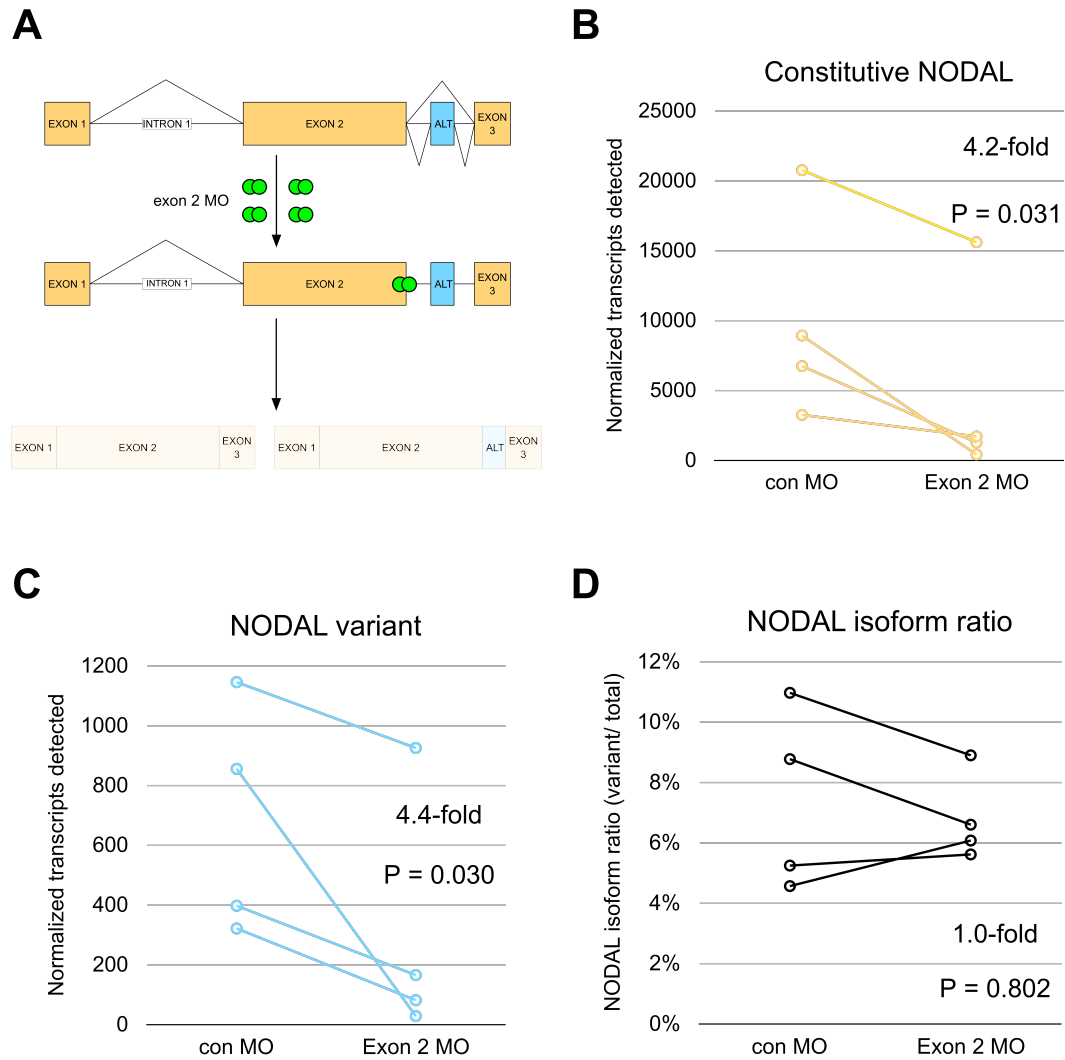 A
EXON 1
INTRON 1
EXON 2
ALT
EXON
3
exon 2 MO
EXON 1
INTRON 1
EXON 2
ALT
EXON
3
EXON 1
EXON 2
EXON
3
EXON 1
EXON 2
ALT
EXON
3
B
Constitutive NODAL
Normalized transcripts detected
25000
20000
15000
10000
5000
0
4.2-fold
P = 0.031
con MO
Exon 2 MO
C
NODAL variant
Normalized transcripts detected
1200
1000
800
600
400
200
0
4.4-fold
P = 0.030
con MO
Exon 2 MO
D
NODAL isoform ratio
NODAL isoform ratio (variant/ total)
12%
10%
8%
6%
4%
2%
0%
1.0-fold
P = 0.802
con MO
Exon 2 MO